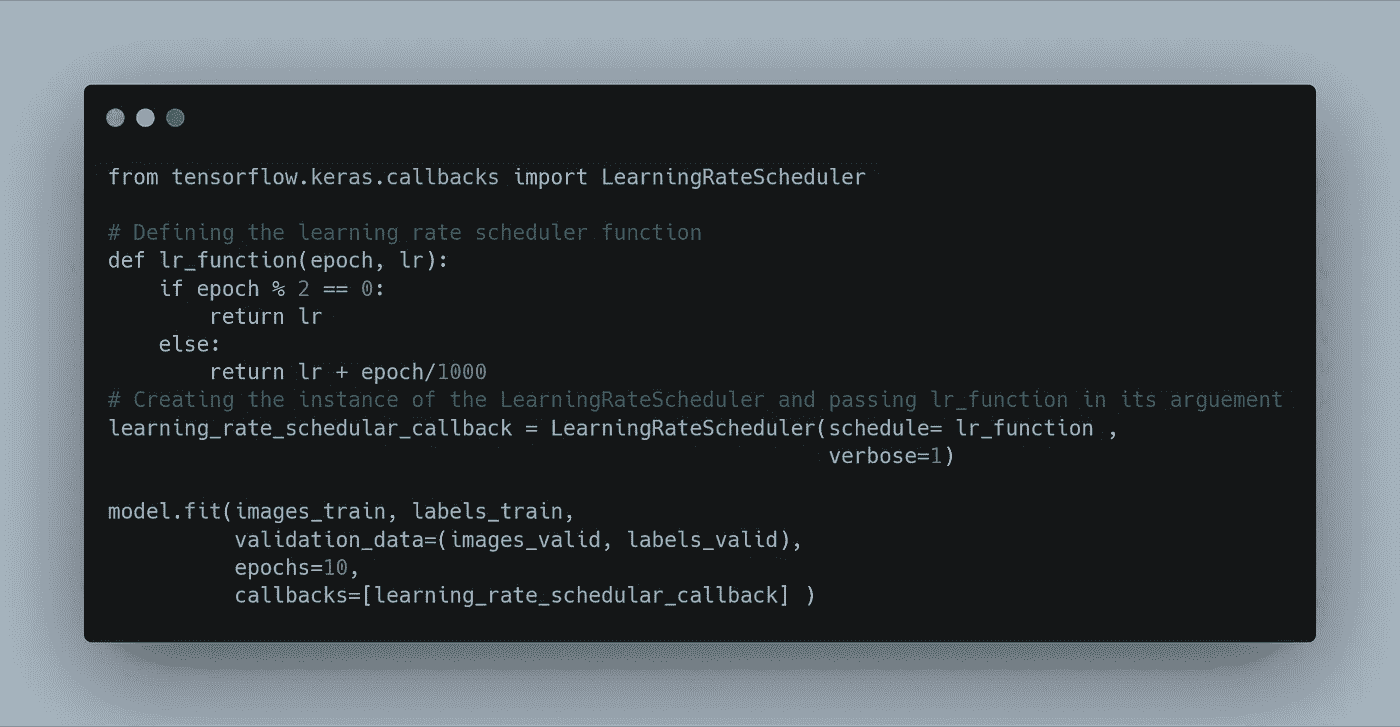 from tensorflow.keras.callbacks import LearningRateScheduler
# Defining the learning rate scheduler function
def lr_function(epoch, lr):
    if epoch % 2 == 0:
        return lr
    else:
        return lr + epoch/1000
# Creating the instance of the LearningRateScheduler and passing lr_function in its arguement
learning_rate_schedular_callback = LearningRateScheduler(schedule= lr_function ,
                                                         verbose=1)
model.fit(images_train, labels_train,
          validation_data=(images_valid, labels_valid),
          epochs=10,
          callbacks=[learning_rate_schedular_callback] )